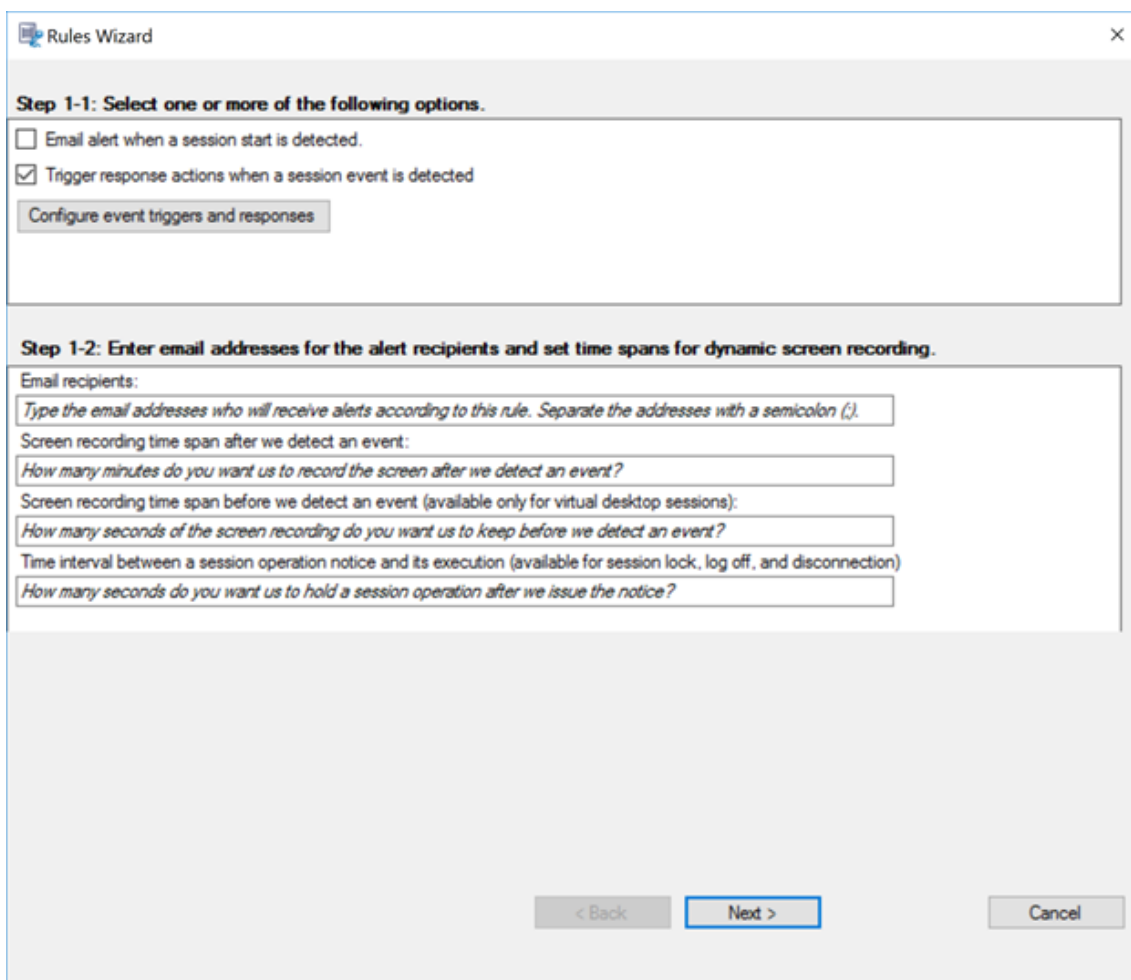 Rules Wizard
Step 1-1: Select one or more of the following options.
Email alert when a session start is detected.
Trigger response actions when a session event is detected
Configure event triggers and responses
Step 1-2: Enter email addresses for the alert recipients and set time spans for dynamic screen recording.
Email recipients:
Type the email addresses who will receive alerts according to this rule. Separate the addresses with a semicolon (;).
Screen recording time span after we detect an event:
How many minutes do you want us to record the screen after we detect an event?
Screen recording time span before we detect an event (available only for virtual desktop sessions):
How many seconds of the screen recording do you want us to keep before we detect an event?
Time interval between a session operation notice and its execution (available for session lock, log off, and disconnection)
How many seconds do you want us to hold a session operation after we issue the notice?
< Back Next > Cancel